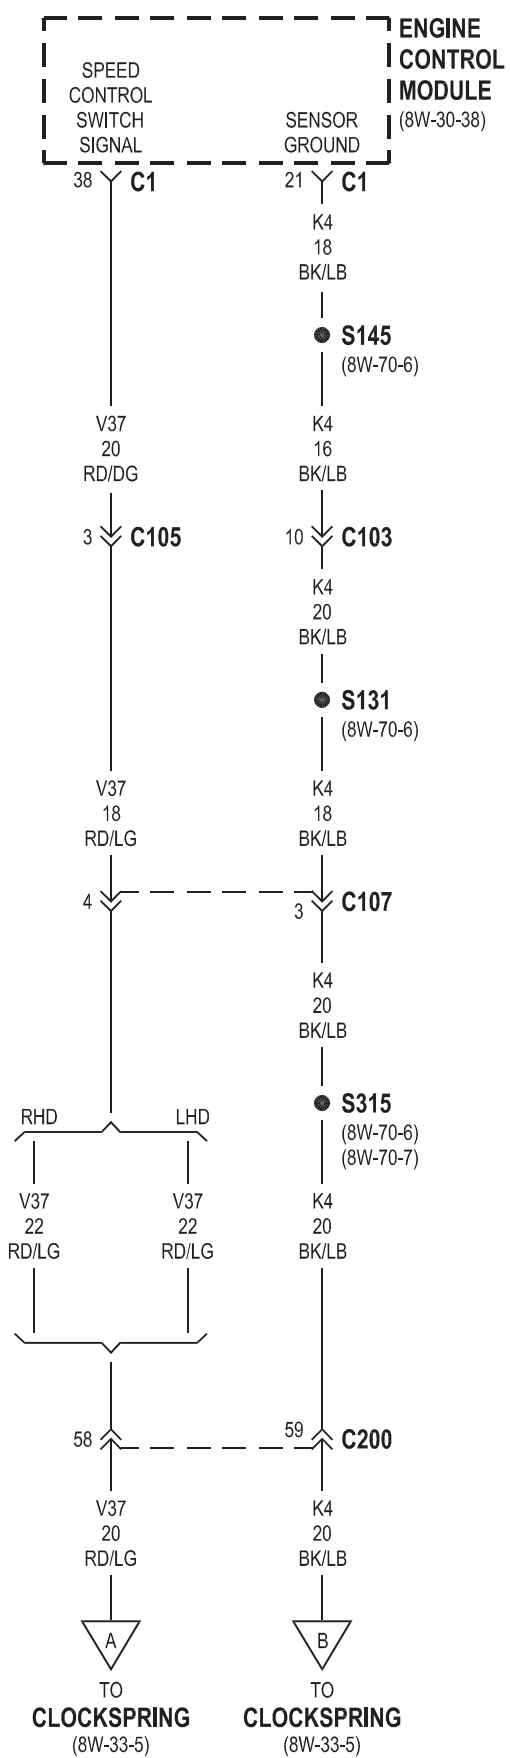 ENGINE
CONTROL
MODULE
(8W-30-38)
SPEED
CONTROL
SWITCH
SIGNAL
SENSOR
GROUND
38 C1
21 C1
K4
18
BK/LB
S145
(8W-70-6)
V37
20
RD/DG
K4
16
BK/LB
3 C105
10 C103
K4
20
BK/LB
S131
(8W-70-6)
V37
18
RD/LG
K4
18
BK/LB
4
3 C107
K4
20
BK/LB
S315
(8W-70-6)
(8W-70-7)
RHD LHD
V37
22
RD/LG
V37
22
RD/LG
K4
20
BK/LB
58
59 C200
V37
20
RD/LG
K4
20
BK/LB
A
B
TO
CLOCKSPRING
(8W-33-5)
TO
CLOCKSPRING
(8W-33-5)